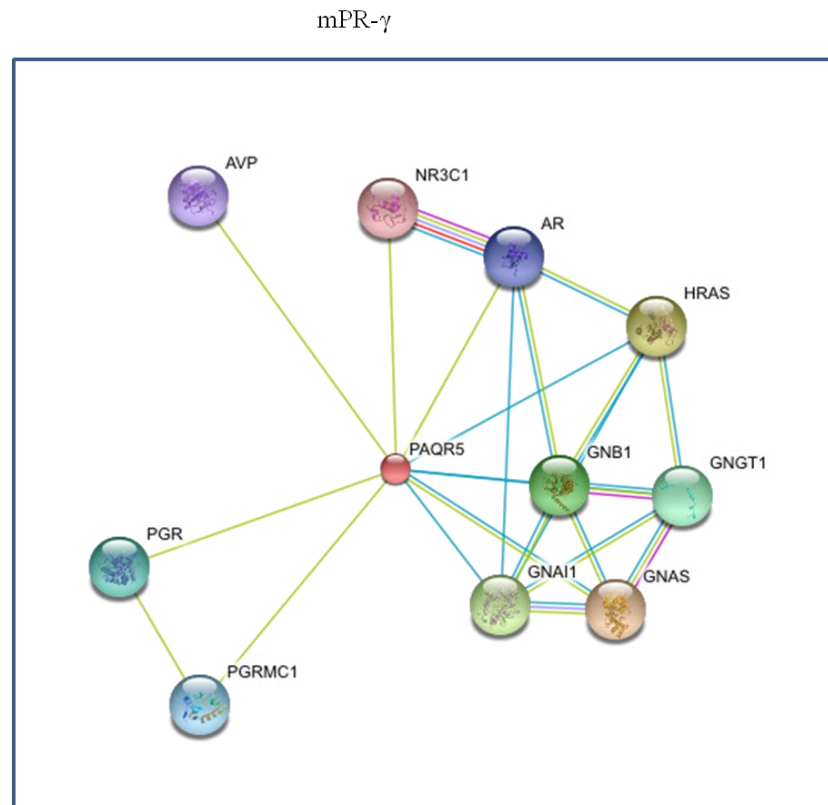 mPR-γ
AVP
NR3C1
AR
HRAS
PAQR5
GNB1
GNGT1
PGR
GNAI1
GNAS
PGRMC1